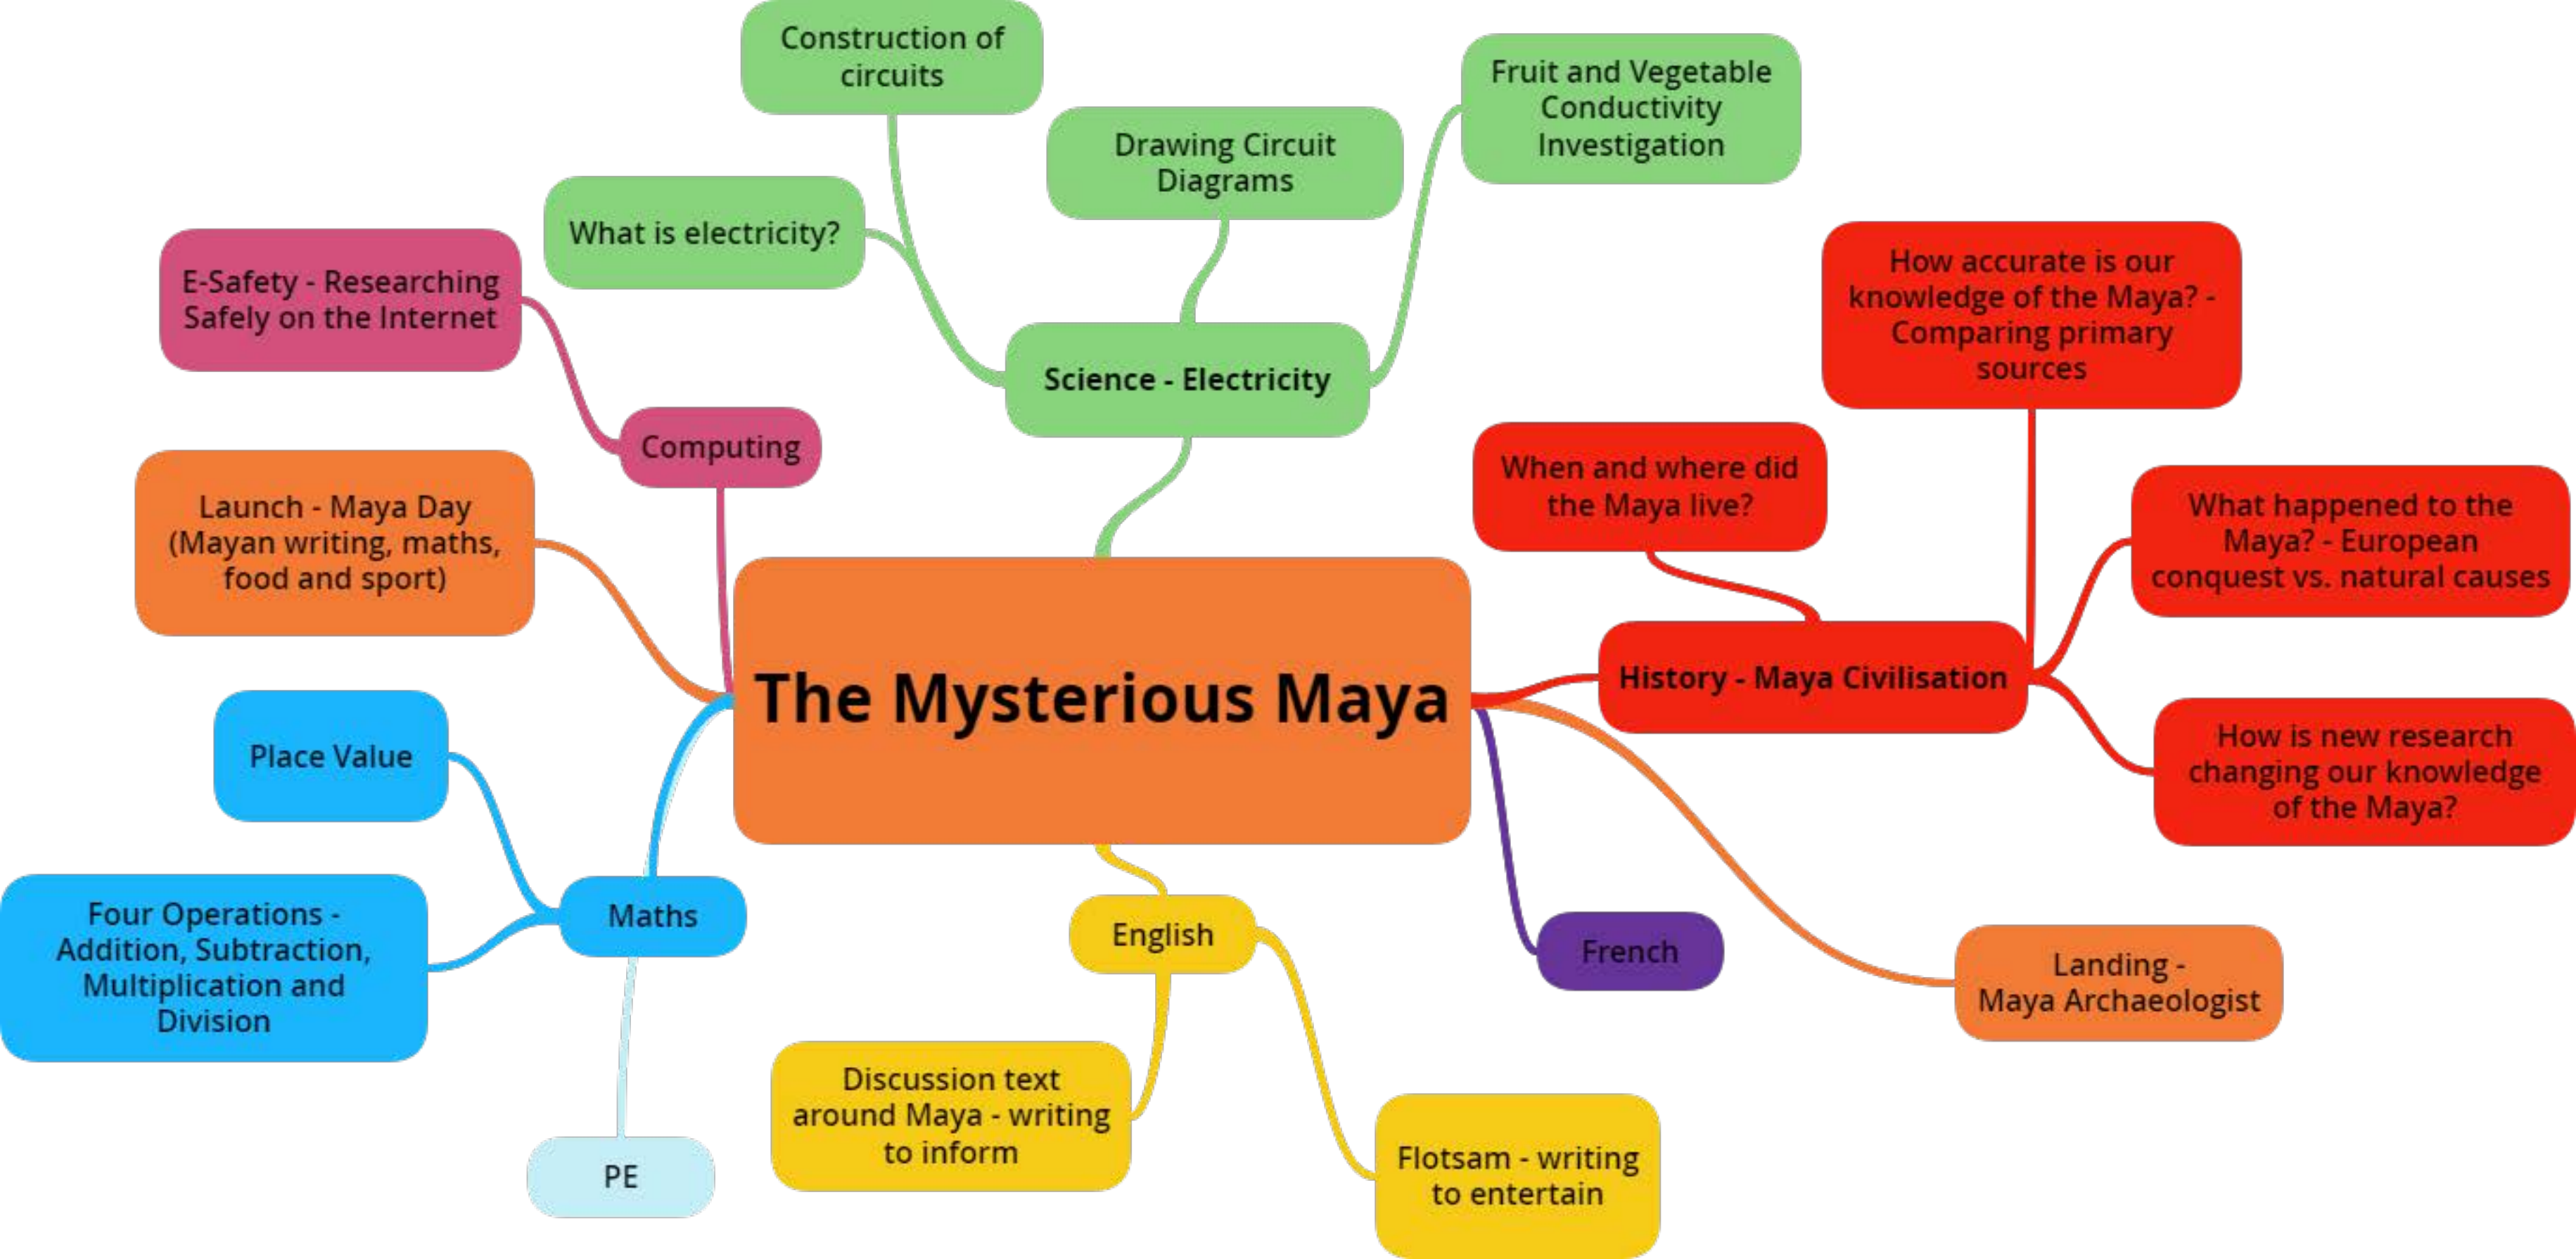 Construction of
circuits
Fruit and Vegetable
Conductivity
Investigation
Drawing Circuit
Diagrams
What is electricity?
Science - Electricity
E-Safety - Researching
Safely on the Internet
Computing
Launch - Maya Day
(Mayan writing, maths,
food and sport)
The Mysterious Maya
How accurate is our
knowledge of the Maya? -
Comparing primary
sources
When and where did
the Maya live?
What happened to the
Maya? - European
conquest vs. natural causes
History - Maya Civilisation
How is new research
changing our knowledge
of the Maya?
Place Value
Four Operations -
Addition, Subtraction,
Multiplication and
Division
Maths
PE
English
Discussion text
around Maya - writing
to inform
Flotsam - writing
to entertain
French
Landing -
Maya Archaeologist